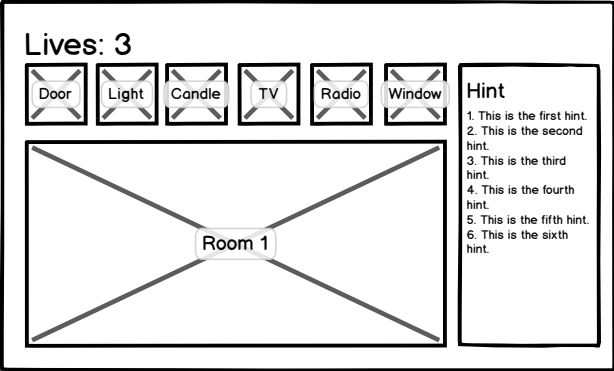 Lives: 3
Door
Light
Candle
TV
Radio
Window
Room 1
Hint
1. This is the first hint.
2. This is the second
hint.
3. This is the third
hint.
4. This is the fourth
hint.
5. This is the fifth hint.
6. This is the sixth
hint.